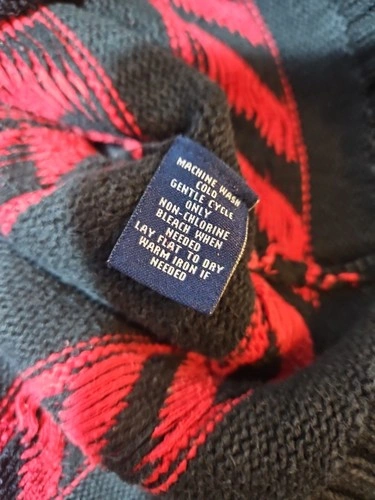 MACHINE WASH
COLD
GENTLE CYCLE
ONLY
NON-CHLORINE
BLEACH WHEN
NEEDED
LAY FLAT TO DRY
WARM IRON IF
NEEDED